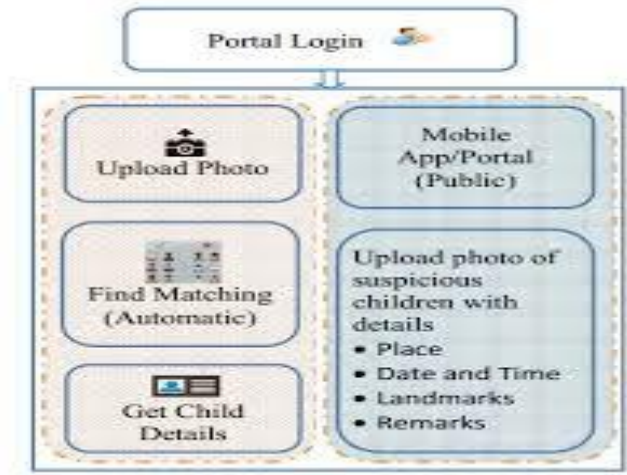 Portal Login
Upload Photo
Find Matching
(Automatic)
Get Child
Details
Mobile
App/Portal
(Public)
Upload photo of
suspicious
children with
details
• Place
• Date and Time
• Landmarks
• Remarks